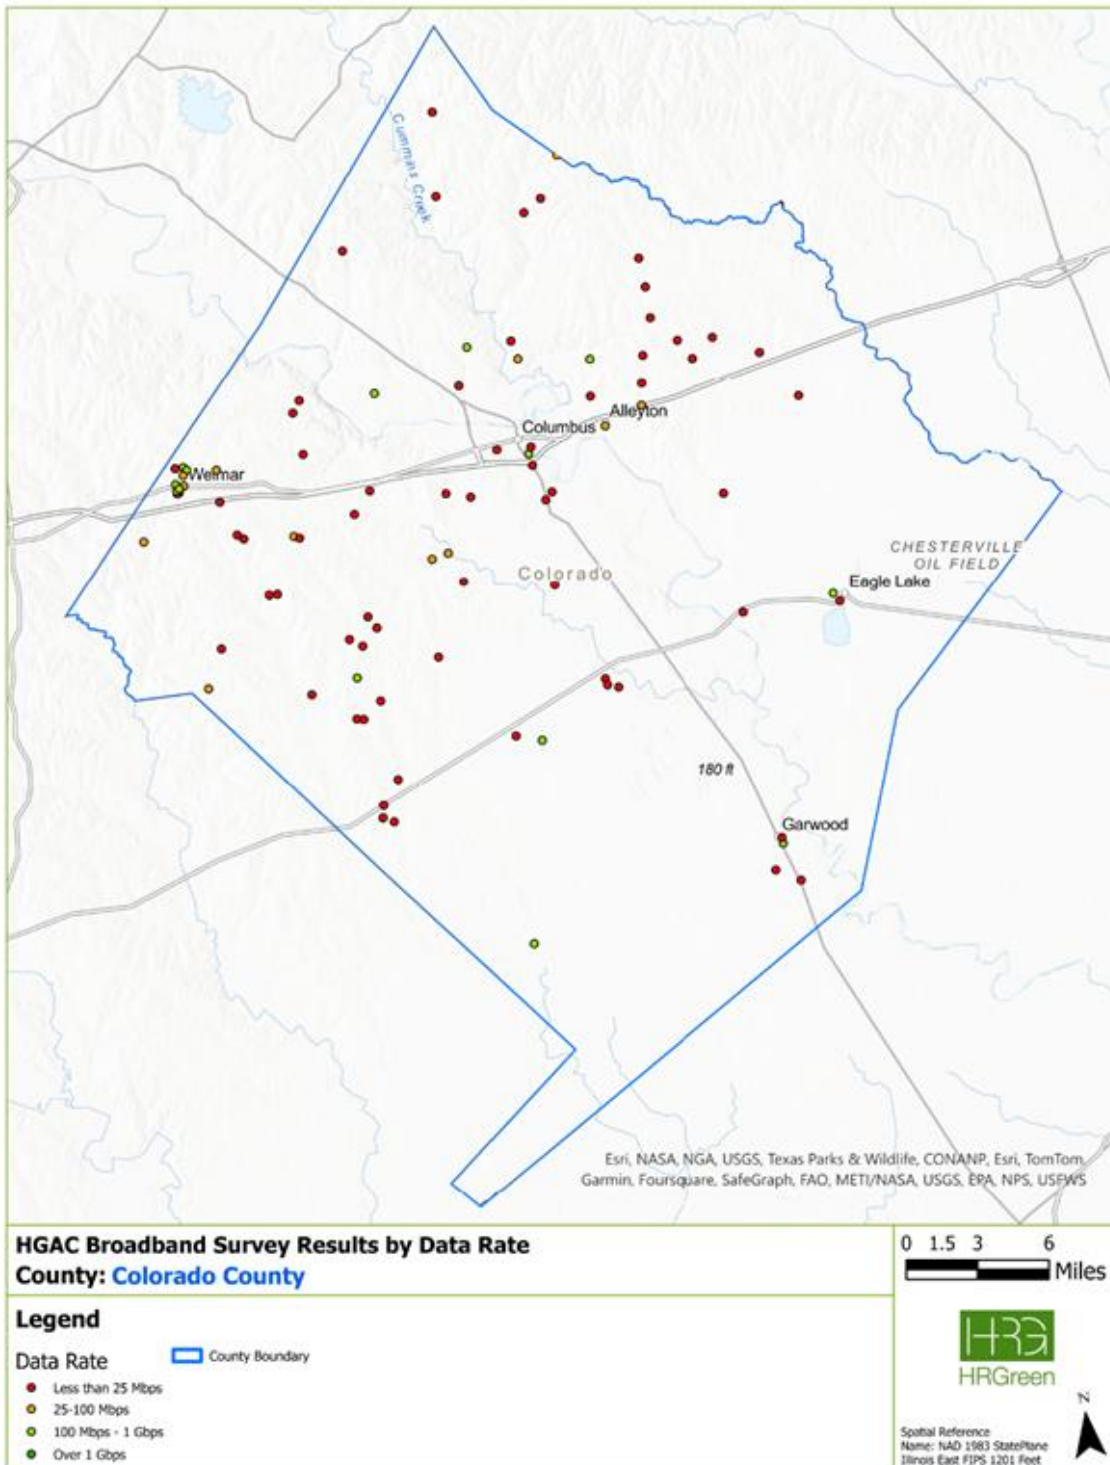 Cummins Creek
Alleyton
Columbus
Weimar
CHESTERVILLE
OIL FIELD
Colorado
Eagle Lake
180 ft
Garwood
Esri, NASA, NGA, USGS, Texas Parks & Wildlife, CONANP, Esri, TomTom,
Garmin, Foursquare, SafeGraph, FAO, METI/NASA, USGS, EPA, NPS, USFWS
HGAC Broadband Survey Results by Data Rate
County: Colorado County
0 1.5 3 6
Miles
Legend
Data Rate
County Boundary
Less than 25 Mbps
25-100 Mbps
100 Mbps - 1 Gbps
Over 1 Gbps
HRG
HRGreen
N
Spatial Reference
Name: NAD 1983 StatePlane
Illinois East FIPS 1201 Feet